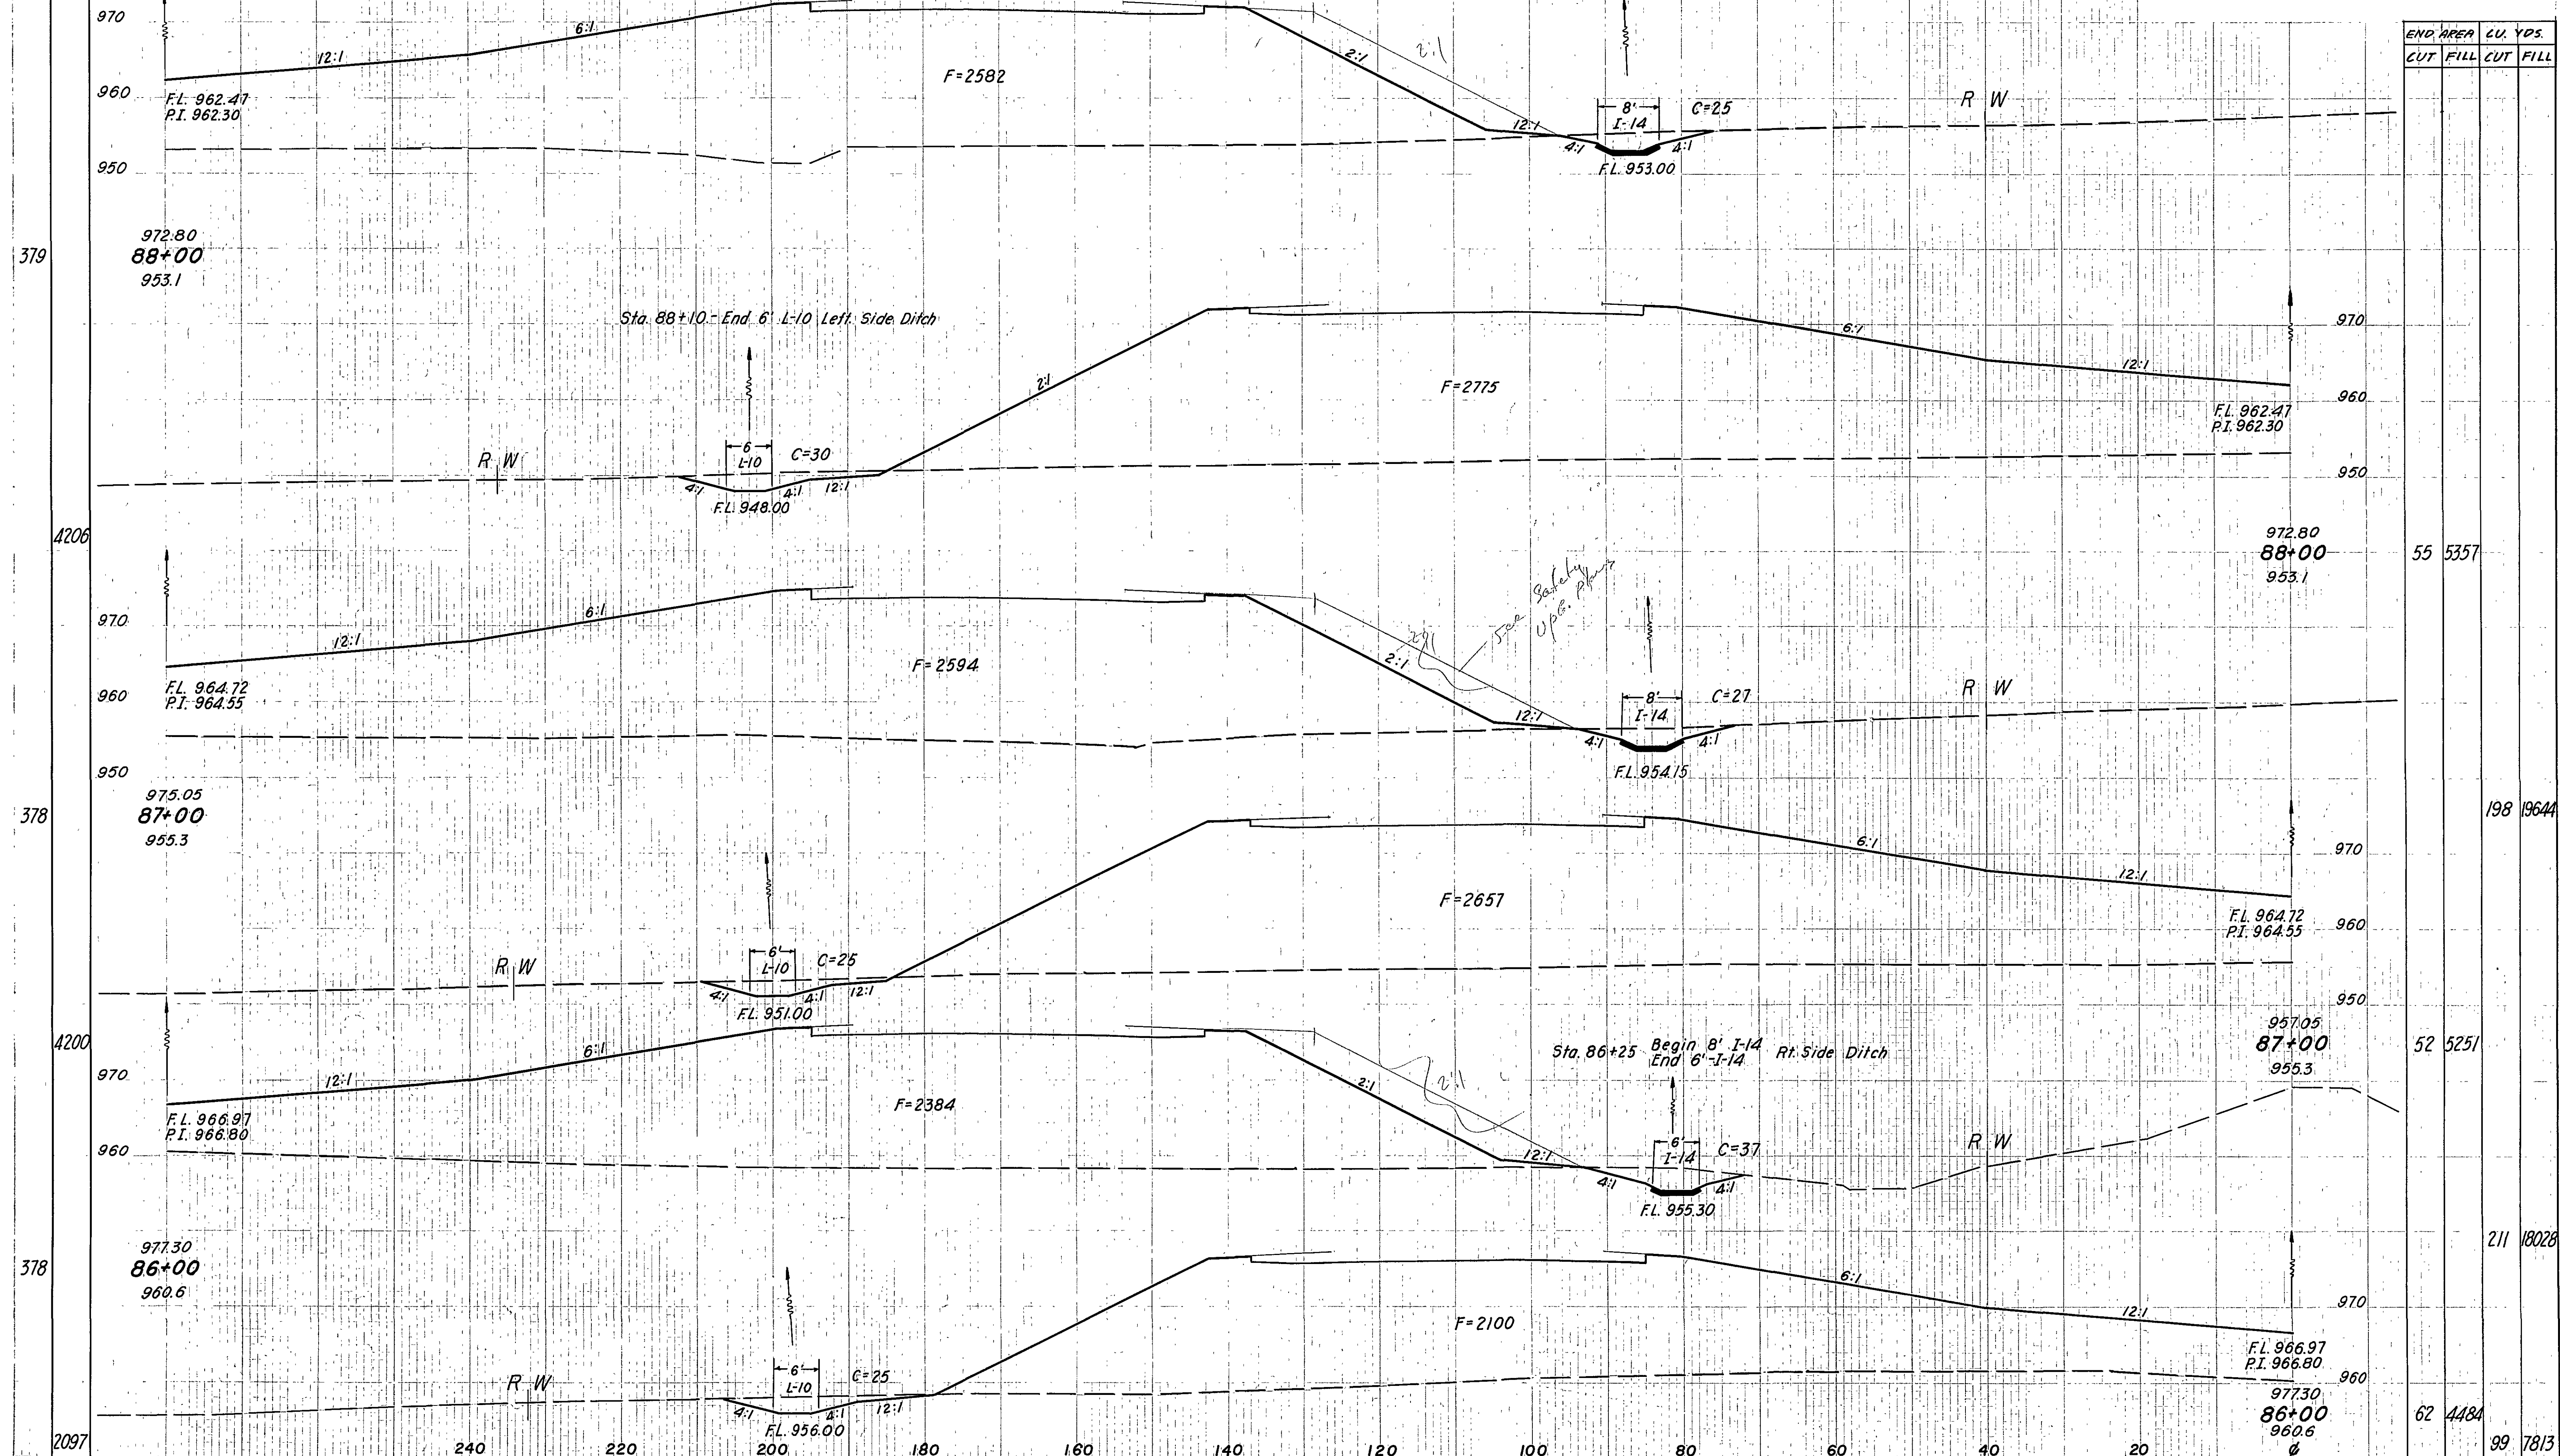 END AREA CU. YDS.
CUT FILL CUT FILL
970
12:1
6:1
F=2582
2:1
2:1
960
F.L. 962.47
P.I. 962.30
12:1
4:1
8'
I-14
C=25
4:1
F.L. 953.00
R W
950
379
972.80
88+00
953.1
Sta. 88+10 - End 6' L-10 Left Side Ditch
2:1
F=2775
6:1
12:1
970
960
F.L. 962.47
P.I. 962.30
950
R W
6
L-10
C=30
4:1
4:1
12:1
F.L. 948.00
4206
972.80
88+00
953.1
55 5357
970
12:1
6:1
F=2594
2:1
2:1
See Safety
Upg. Plans
960
F.L. 964.72
P.I. 964.55
12:1
4:1
8'
I-14
C=27
4:1
F.L. 954.15
R W
950
378
975.05
87+00
955.3
198 19644
F=2657
6:1
12:1
970
960
F.L. 964.72
P.I. 964.55
950
R W
6'
L-10
C=25
4:1
4:1
12:1
F.L. 951.00
4200
957.05
87+00
955.3
52 5251
970
12:1
6:1
F=2384
2:1
2:1
Sta. 86+25 Begin 8' I-14
End 6'-I-14 Rt. Side Ditch
F.L. 966.97
P.I. 966.80
960
12:1
4:1
6'
I-14
C=37
4:1
F.L. 955.30
R W
211 18028
378
977.30
86+00
960.6
F=2100
6:1
12:1
970
960
F.L. 966.97
P.I. 966.80
R W
6'
L-10
C=25
4:1
4:1
12:1
F.L. 956.00
977.30
86+00
960.6
62 4484
99 7813
2097
240 220 200 180 160 140 120 100 80 60 40 20 ₵